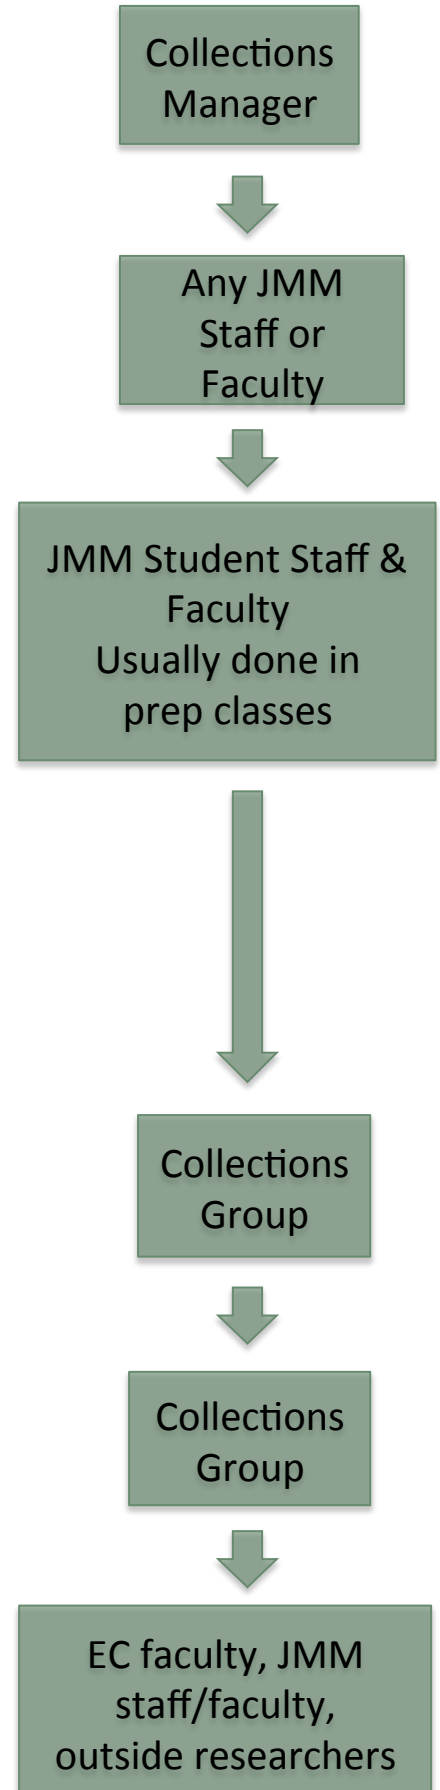 Collections
Manager
Any JMM
Staff or
Faculty
JMM Student Staff &
Faculty
Usually done in
prep classes
Collections
Group
Collections
Group
EC faculty, JMM
staff/faculty,
outside researchers